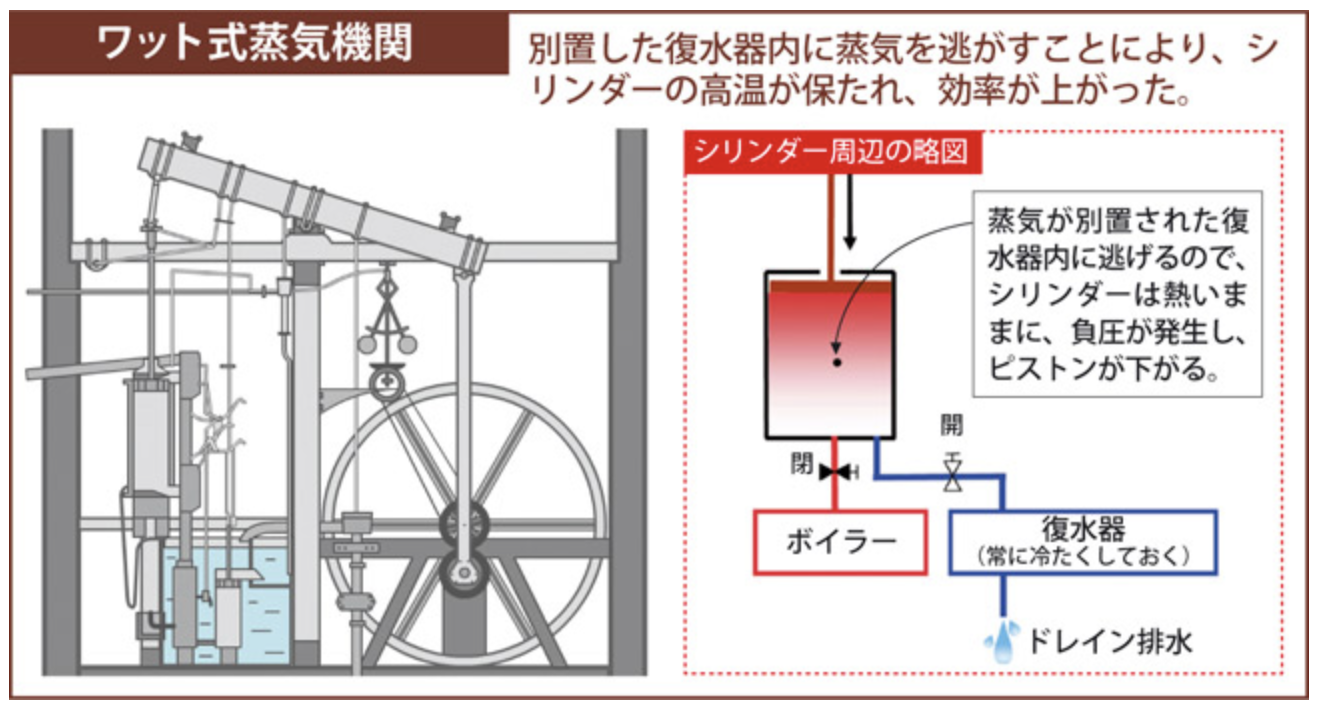 ワット式蒸気機関
別置した復水器内に蒸気を逃がすことにより、シ
リンダーの高温が保たれ、効率が上がった。
シリンダー周辺の略図
蒸気が別置された復
水器内に逃げるので、
シリンダーは熱いま
まに、負圧が発生し、
ピストンが下がる。
開
閉
ボイラー
復水器
（常に冷たくしておく）
ドレイン排水